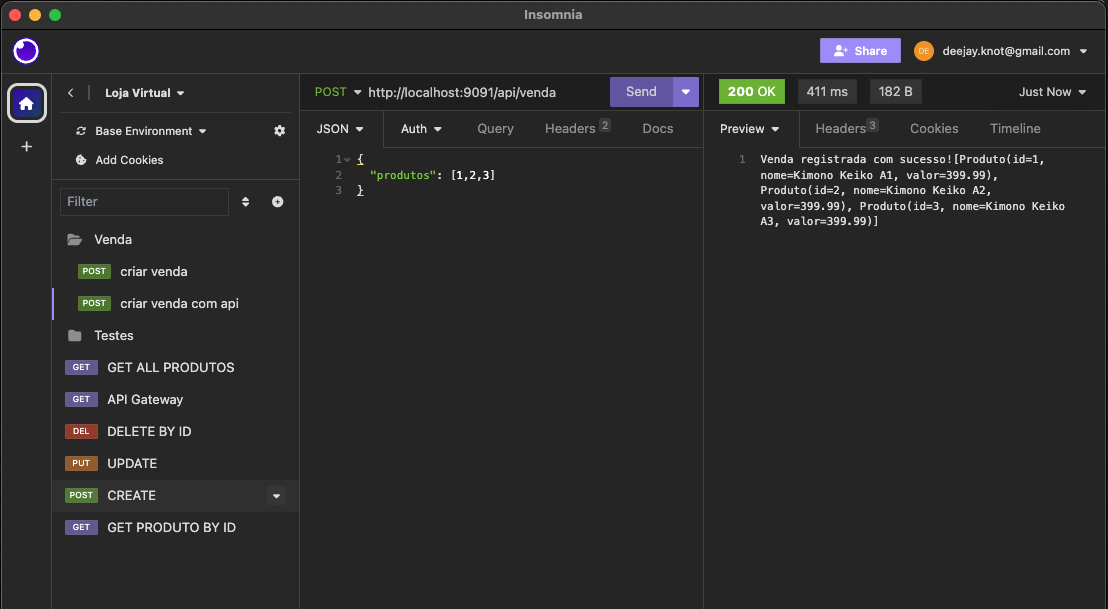 Insomnia
Share
DE
deejay.knot@gmail.com
Loja Virtual
POST http://localhost:9091/api/venda
Send
200 OK
411 ms
182 B
Just Now
Base Environment
JSON
Auth
Query
Headers 2
Docs
Preview
Headers 3
Cookies
Timeline
Add Cookies
Filter
Venda
POST criar venda
POST criar venda com api
Testes
GET GET ALL PRODUTOS
GET API Gateway
DEL DELETE BY ID
PUT UPDATE
POST CREATE
GET GET PRODUTO BY ID
1 {
2 "produtos": [1,2,3]
3 }
1 Venda registrada com sucesso![Produto(id=1,
nome=Kimono Keiko A1, valor=399.99),
Produto(id=2, nome=Kimono Keiko A2,
valor=399.99), Produto(id=3, nome=Kimono Keiko
A3, valor=399.99)]